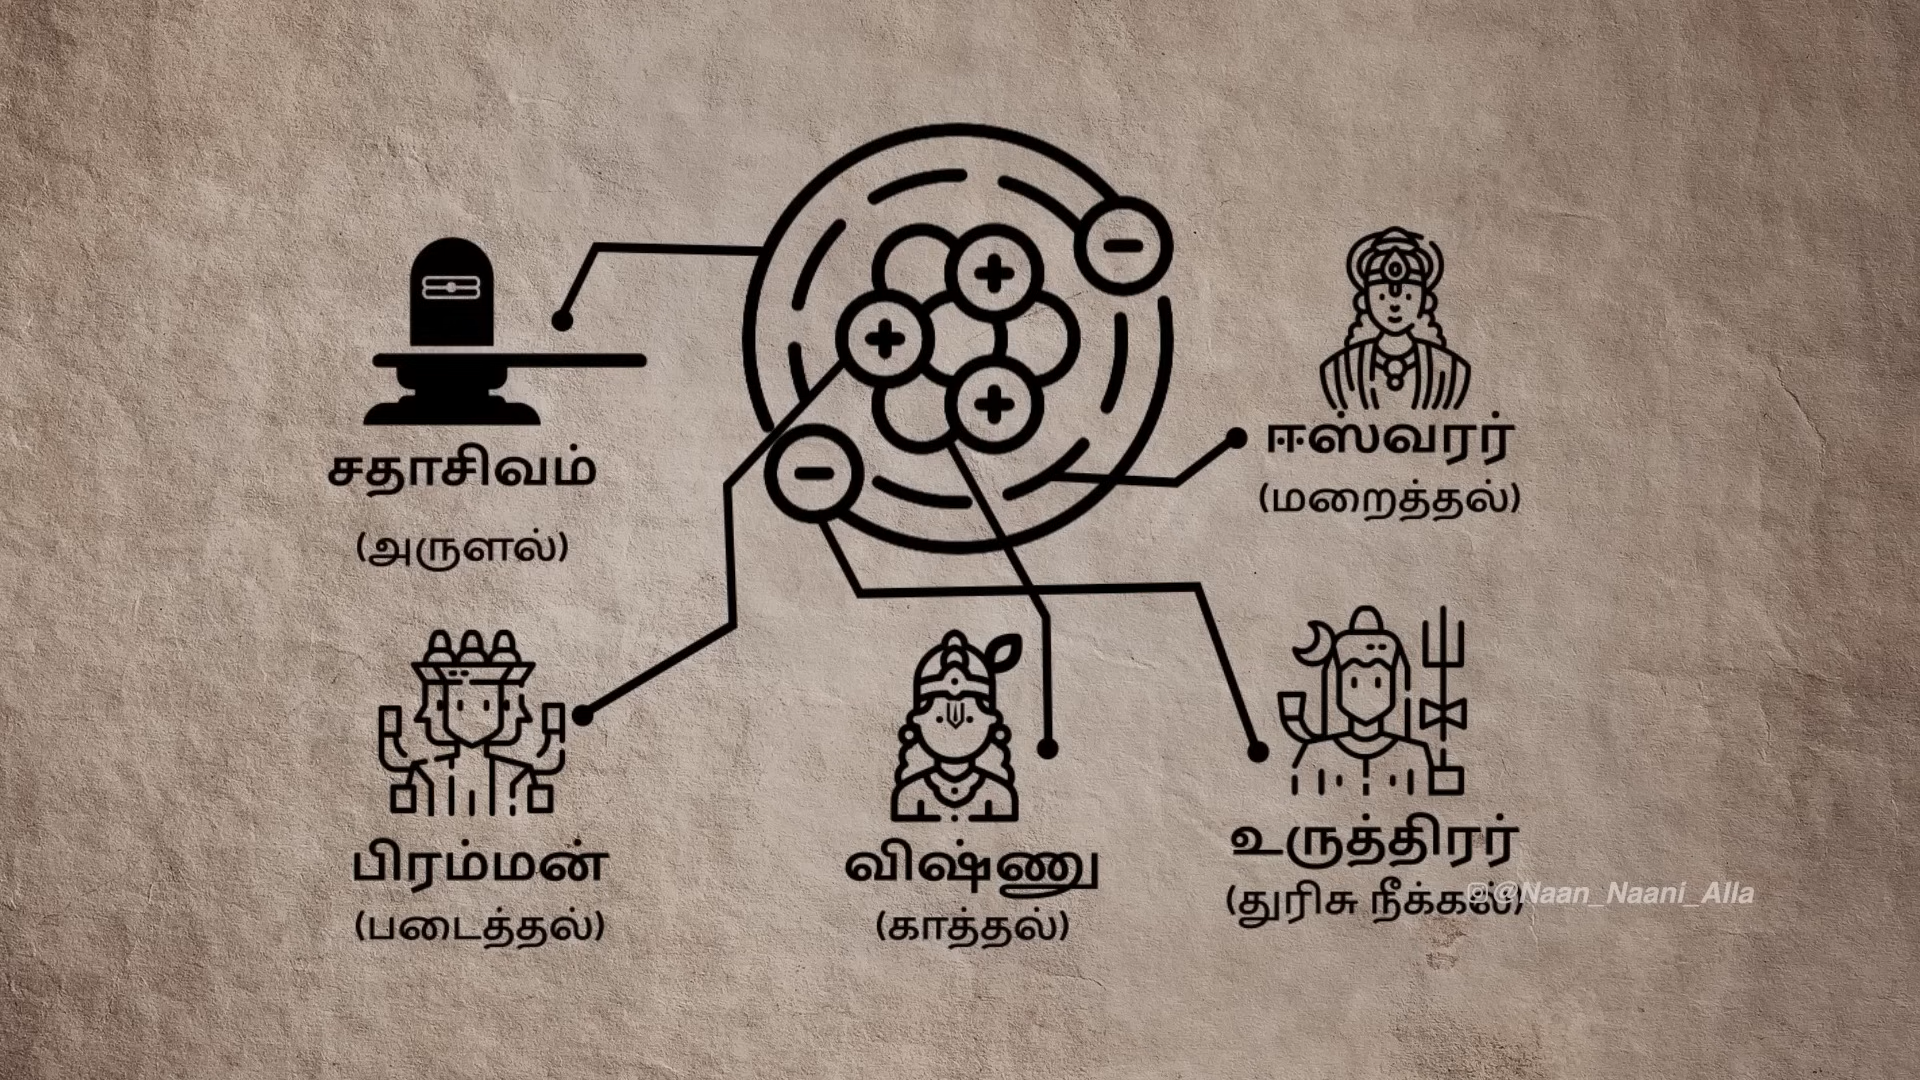 சதாசிவம்
(அருளல்)
ஈஸ்வரர்
(மறைத்தல்)
பிரம்மன்
(படைத்தல்)
விஷ்ணு
(காத்தல்)
உருத்திரர்
(துரிசு நீக்கல்)
@Naan_Naani_Alla